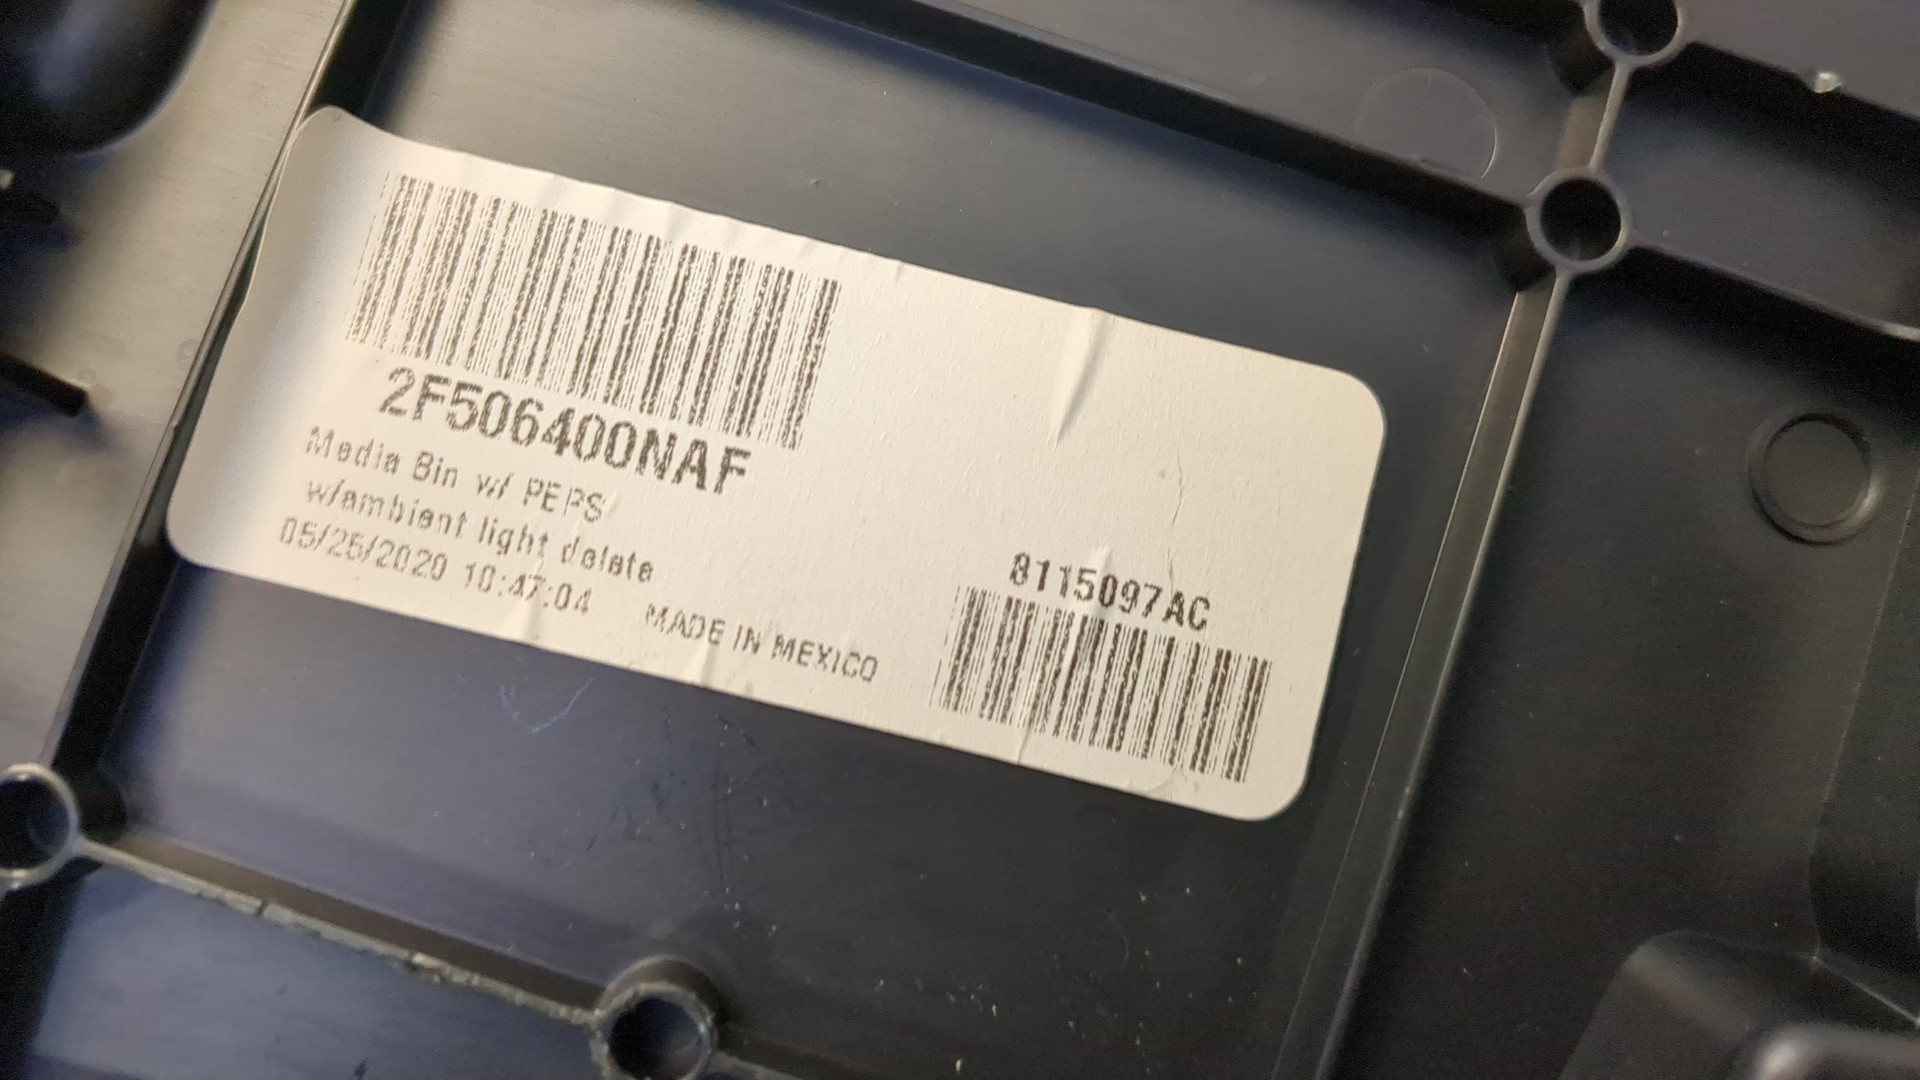 2F506400NAF
Media Bin w/ PEPS
w/ambient light delete
05/25/2020 10:47:04
MADE IN MEXICO
8115097AC